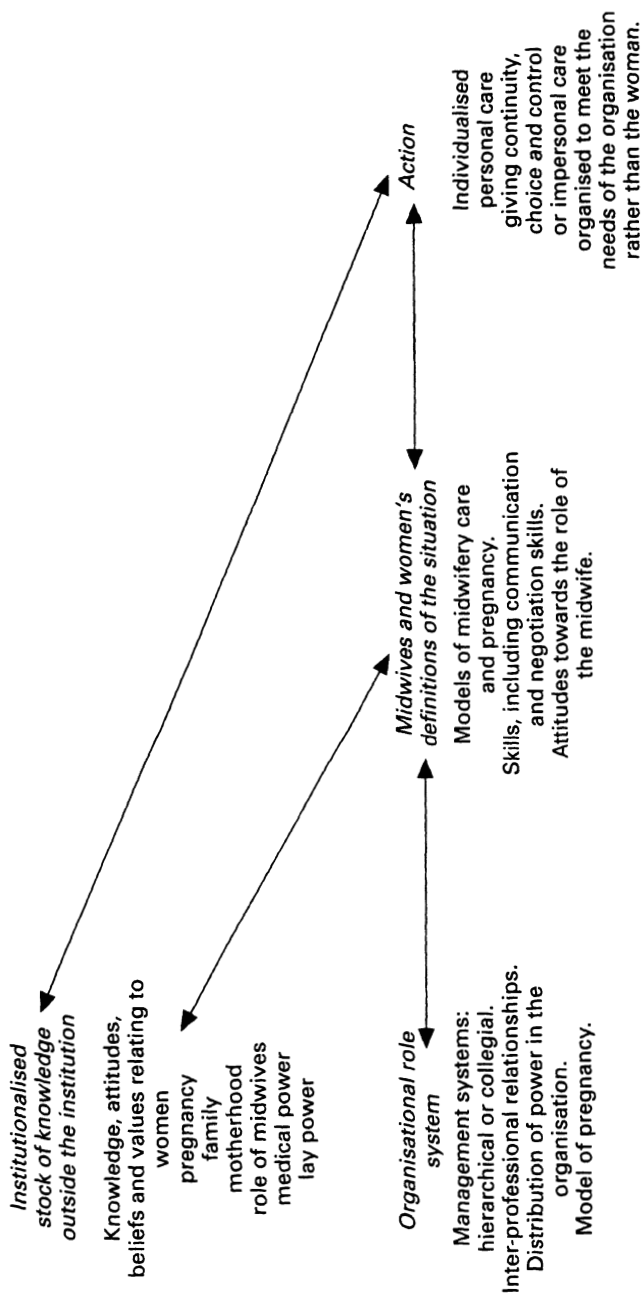 Institutionalised
stock of knowledge
outside the institution
Knowledge, attitudes,
beliefs and values relating to
women
pregnancy
family
motherhood
role of midwives
medical power
lay power
Organisational role
system
Management systems:
hierarchical or collegial.
Inter-professional relationships.
Distribution of power in the
organisation.
Model of pregnancy.
Midwives and women's
definitions of the situation
Models of midwifery care
and pregnancy.
Skills, including communication
and negotiation skills.
Attitudes towards the role of
the midwife.
Action
Individualised
personal care
giving continuity,
choice and control
or impersonal care
organised to meet the
needs of the organisation
rather than the woman.